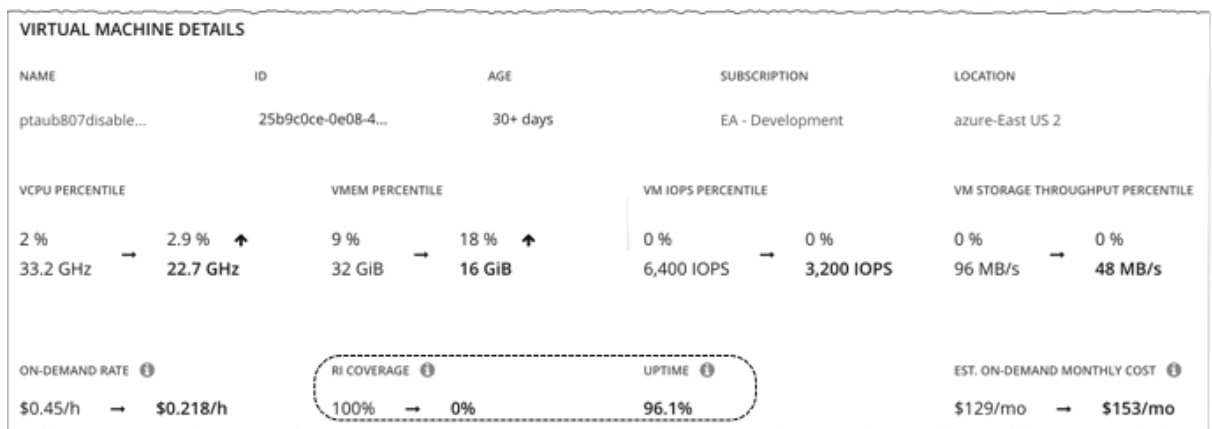 VIRTUAL MACHINE DETAILS
NAME ID AGE SUBSCRIPTION LOCATION
ptaub807disable... 25b9c0ce-0e08-4... 30+ days EA - Development azure-East US 2
VCPU PERCENTILE VMEM PERCENTILE VM IOPS PERCENTILE VM STORAGE THROUGHPUT PERCENTILE
2 % → 2.9 % ↑ 9 % → 18 % ↑ 0 % → 0 % 0 % → 0 %
33.2 GHz 22.7 GHz 32 GiB 16 GiB 6,400 IOPS 3,200 IOPS 96 MB/s 48 MB/s
ON-DEMAND RATE RI COVERAGE UPTIME EST. ON-DEMAND MONTHLY COST
$0.45/h → $0.218/h 100% → 0% 96.1% $129/mo → $153/mo